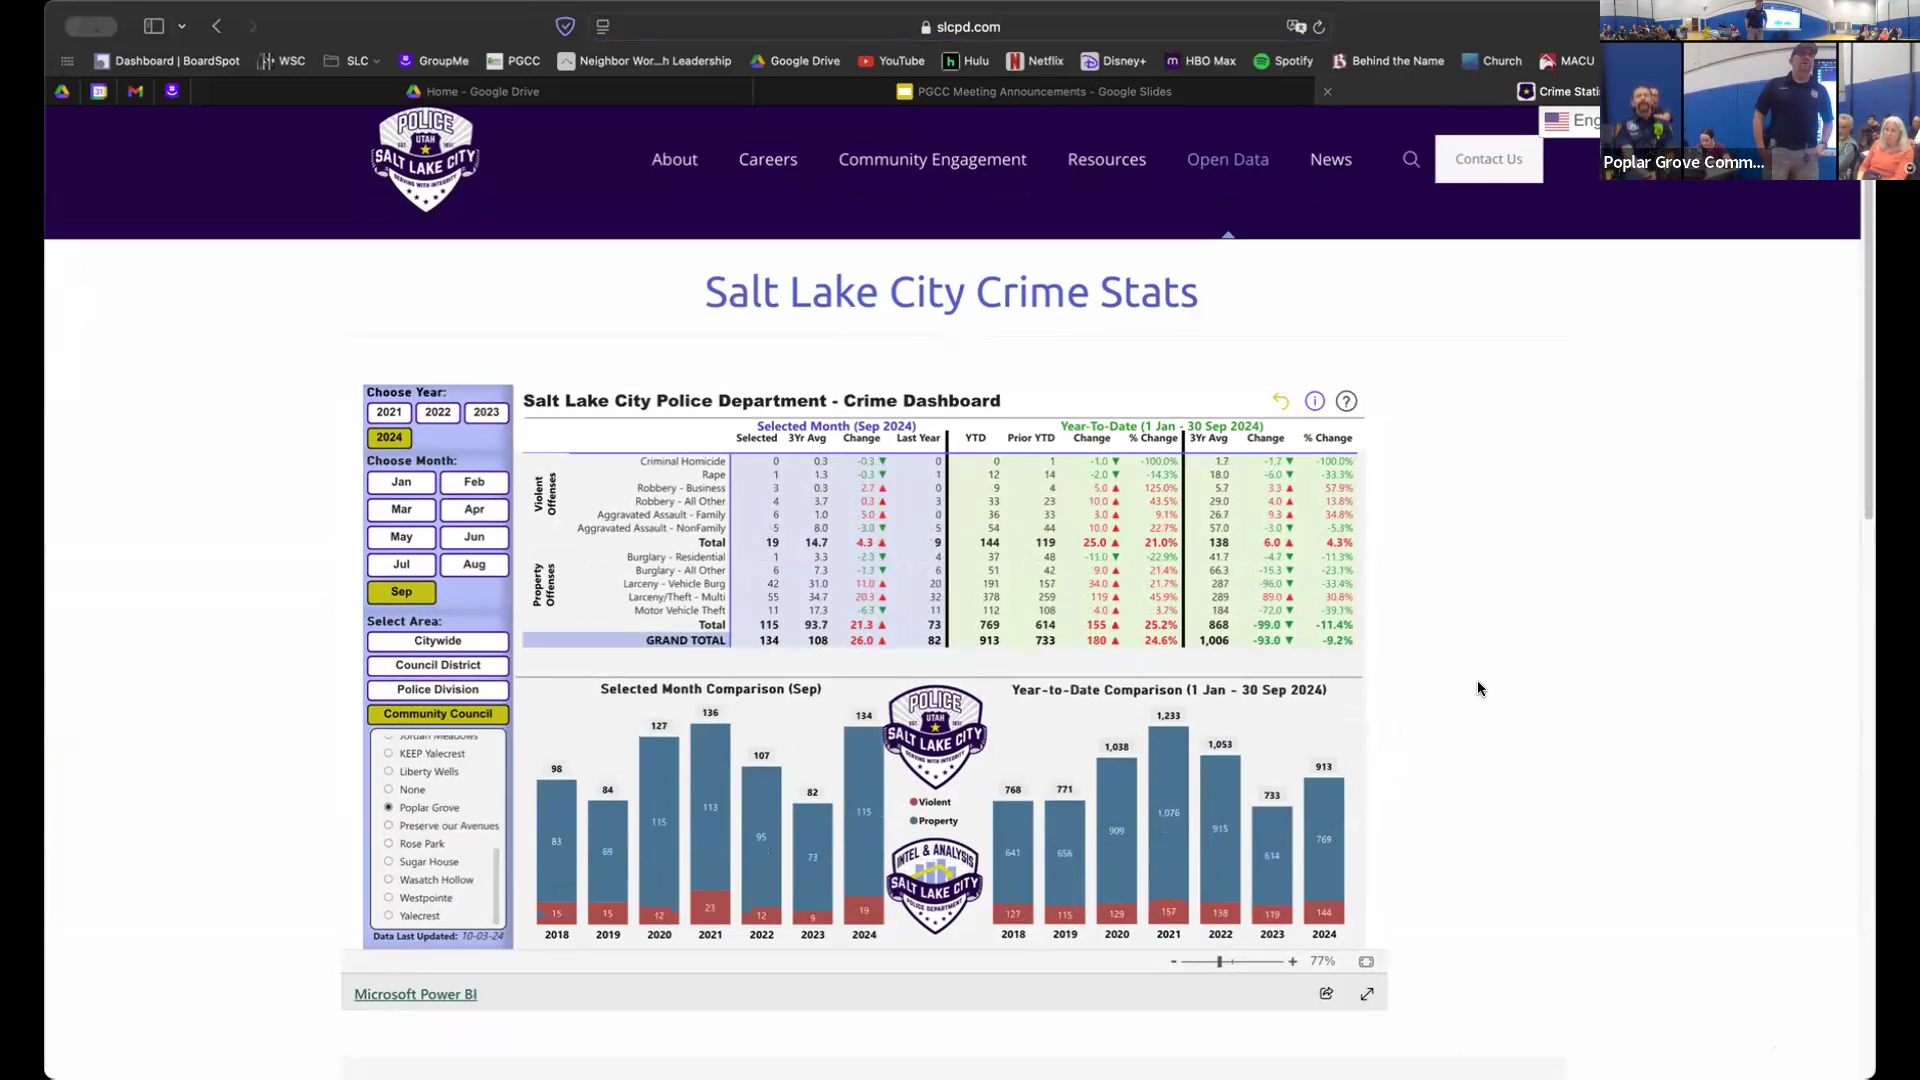 slcpd.com
Dashboard | BoardSpot WSC SLC GroupMe PGCC Neighbor Wor...h Leadership Google Drive YouTube Hulu Netflix Disney+ HBO Max Spotify Behind the Name Church MACU
Home - Google Drive PGCC Meeting Announcements - Google Slides Crime Stati
POLICE
UTAH
SALT LAKE CITY
SERVING WITH INTEGRITY
About Careers Community Engagement Resources Open Data News Contact Us
Eng
Poplar Grove Comm...
Salt Lake City Crime Stats
Choose Year:
2021 2022 2023
2024
Choose Month:
Jan Feb
Mar Apr
May Jun
Jul Aug
Sep
Select Area:
Citywide
Council District
Police Division
Community Council
Jordan Meadows
KEEP Yalecrest
Liberty Wells
None
Poplar Grove
Preserve our Avenues
Rose Park
Sugar House
Wasatch Hollow
Westpointe
Yalecrest
Data Last Updated: 10-03-24
Salt Lake City Police Department - Crime Dashboard
Selected Month (Sep 2024) Year-To-Date (1 Jan - 30 Sep 2024)
Selected 3Yr Avg Change Last Year YTD Prior YTD Change % Change 3Yr Avg Change % Change
Violent Offenses
Criminal Homicide 0 0.3 -0.3 0 0 1 -1.0 -100.0% 1.7 -1.7 -100.0%
Rape 1 1.3 -0.3 1 12 14 -2.0 -14.3% 18.0 -6.0 -33.3%
Robbery - Business 3 0.3 2.7 0 9 4 5.0 125.0% 5.7 3.3 -57.9%
Robbery - All Other 4 3.7 0.3 3 33 23 10.0 43.5% 29.0 4.0 13.8%
Aggravated Assault - Family 6 1.0 5.0 0 36 33 3.0 9.1% 26.7 9.3 34.8%
Aggravated Assault - NonFamily 5 8.0 -3.0 5 54 44 10.0 22.7% 57.0 -3.0 -5.3%
Total 19 14.7 4.3 9 144 119 25.0 21.0% 138 6.0 4.3%
Property Offenses
Burglary - Residential 1 3.3 -2.3 4 37 48 -11.0 -22.9% 41.7 -4.7 -11.3%
Burglary - All Other 6 7.3 -1.3 6 51 42 9.0 21.4% 66.3 -15.3 -23.1%
Larceny - Vehicle Burg 42 31.0 11.0 20 191 157 34.0 21.7% 287 -96.0 -33.4%
Larceny/Theft - Multi 55 34.7 20.3 32 378 259 119 45.9% 289 89.0 30.8%
Motor Vehicle Theft 11 17.3 -6.3 11 112 108 4.0 3.7% 184 -72.0 -39.1%
Total 115 93.7 21.3 73 769 614 155 25.2% 868 -99.0 -11.4%
GRAND TOTAL 134 108 26.0 82 913 733 180 24.6% 1,006 -93.0 -9.2%
Selected Month Comparison (Sep)
98 84 127 136 107 82 134
83 69 115 113 95 73 115
15 15 12 23 12 9 19
2018 2019 2020 2021 2022 2023 2024
POLICE
UTAH
SALT LAKE CITY
SERVING WITH INTEGRITY
Violent
Property
INTEL & ANALYSIS
SALT LAKE CITY
POLICE DEPARTMENT
Year-to-Date Comparison (1 Jan - 30 Sep 2024)
768 771 1,038 1,233 1,053 733 913
641 656 909 1,076 915 614 769
127 115 129 157 138 119 144
2018 2019 2020 2021 2022 2023 2024
- + 77%
Microsoft Power BI